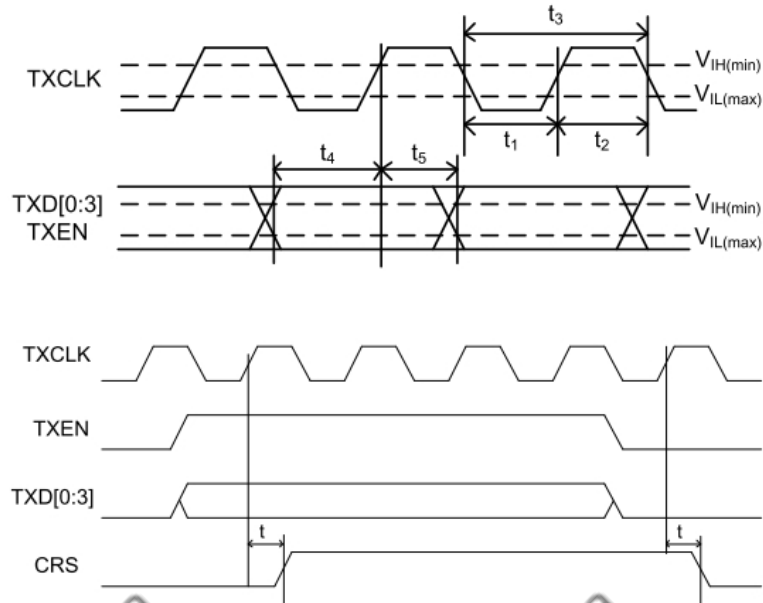 t3
TXCLK
VIH(min)
VIL(max)
t1
t2
t4
t5
TXD[0:3]
TXEN
VIH(min)
VIL(max)
TXCLK
TXEN
TXD[0:3]
t
t
CRS